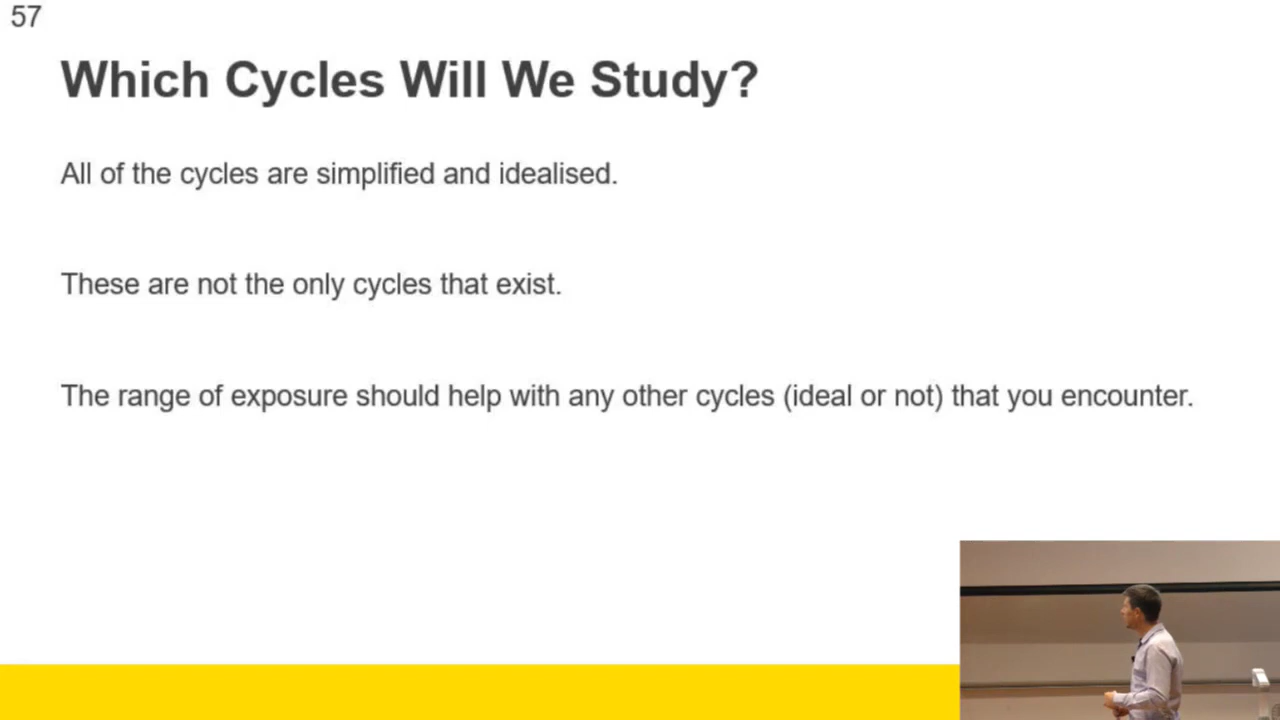 57
Which Cycles Will We Study?
All of the cycles are simplified and idealised.
These are not the only cycles that exist.
The range of exposure should help with any other cycles (ideal or not) that you encounter.